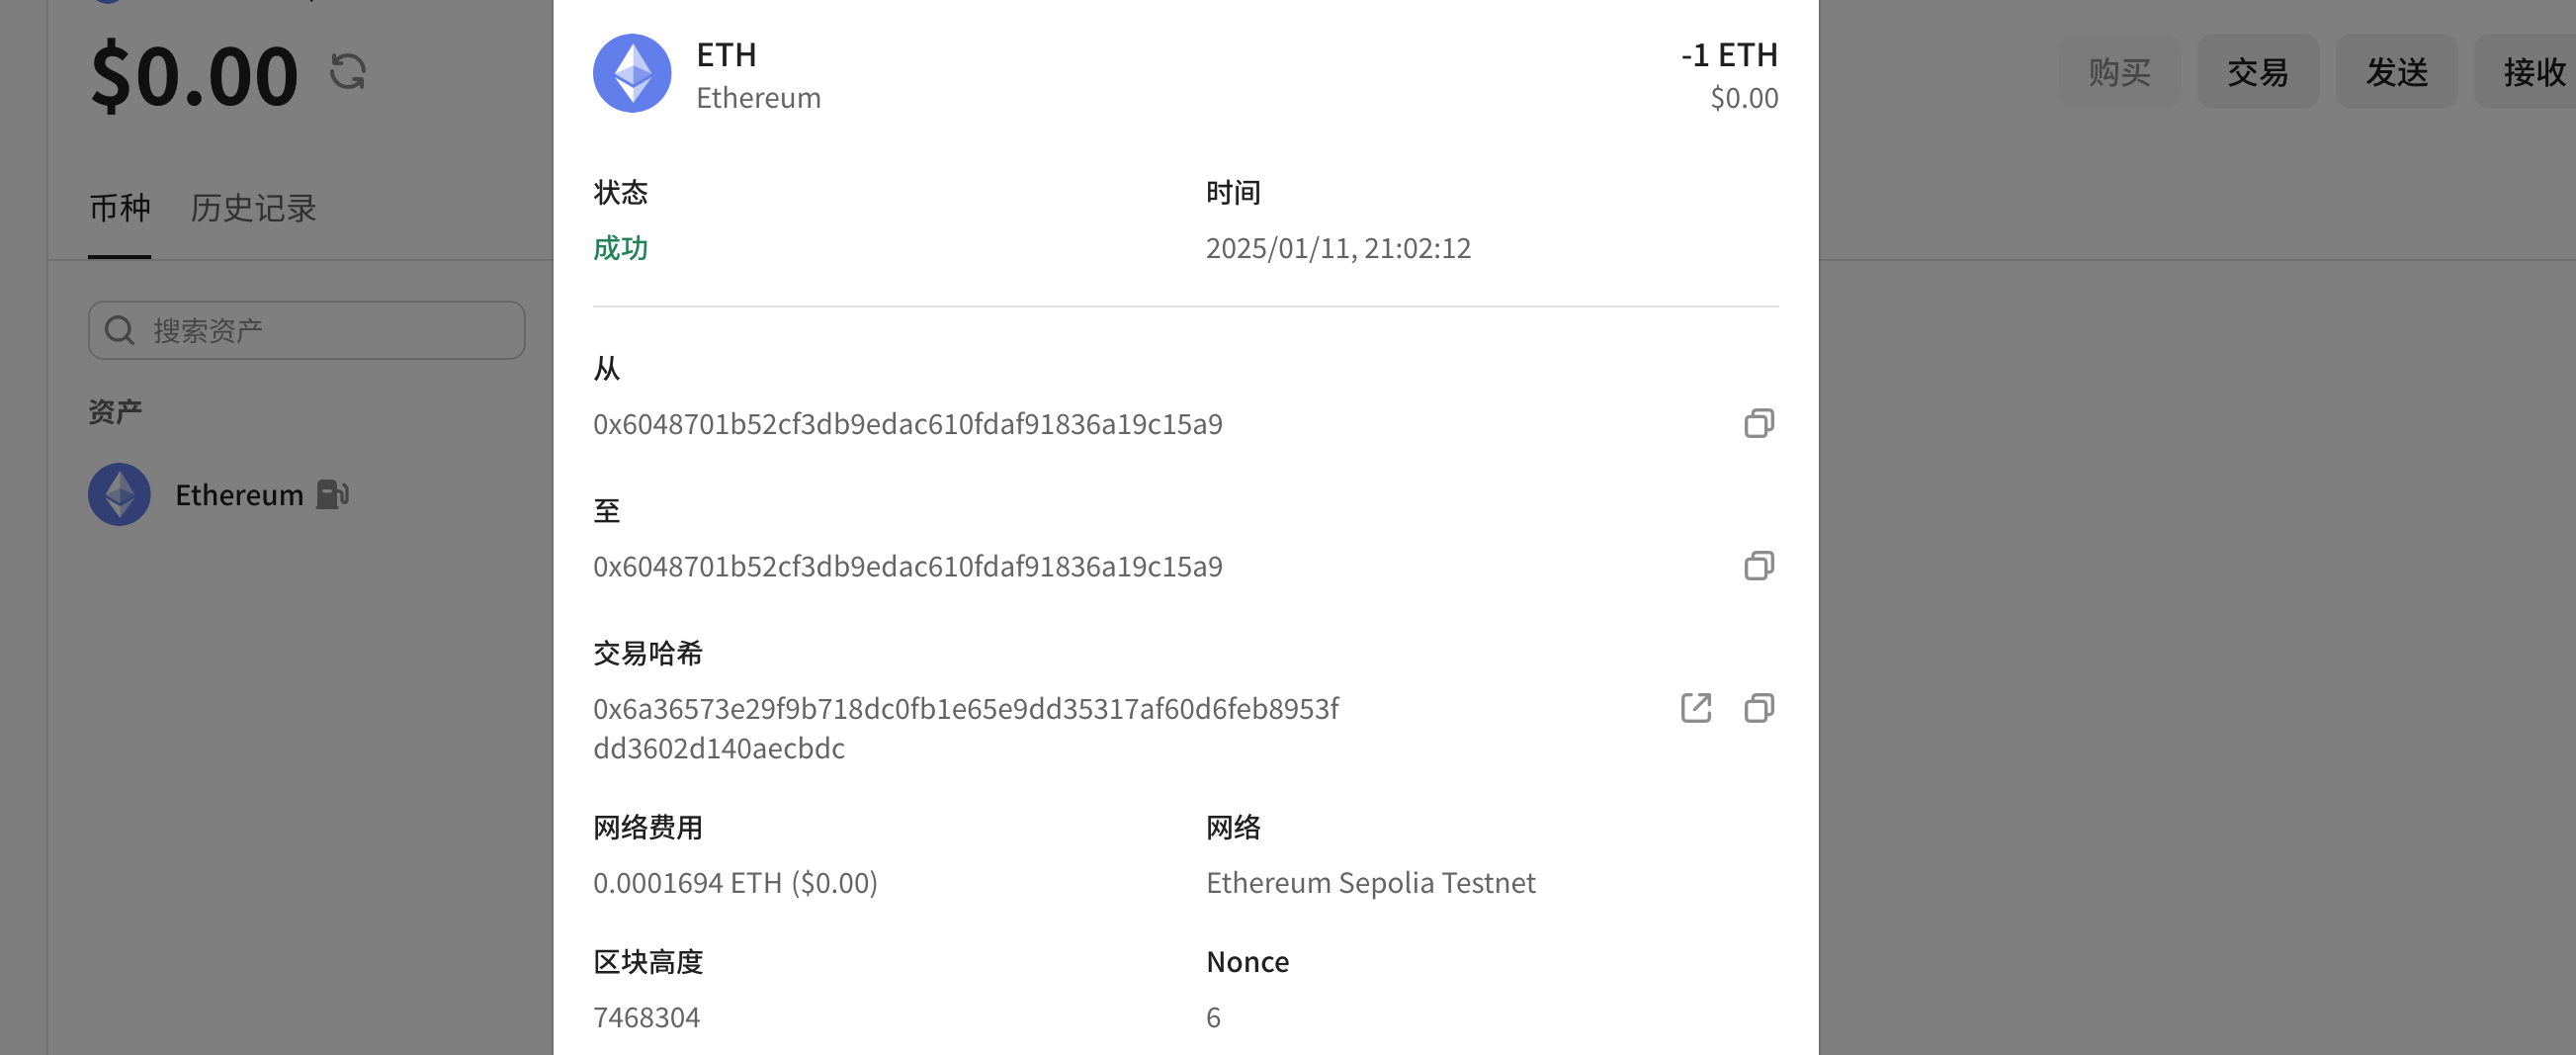 $0.00
购买
交易
发送
接收
币种
历史记录
搜索资产
资产
Ethereum
ETH
-1 ETH
Ethereum
$0.00
状态
时间
成功
2025/01/11, 21:02:12
从
0x6048701b52cf3db9edac610fdaf91836a19c15a9
至
0x6048701b52cf3db9edac610fdaf91836a19c15a9
交易哈希
0x6a36573e29f9b718dc0fb1e65e9dd35317af60d6feb8953f
dd3602d140aecbdc
网络费用
网络
0.0001694 ETH ($0.00)
Ethereum Sepolia Testnet
区块高度
Nonce
7468304
6